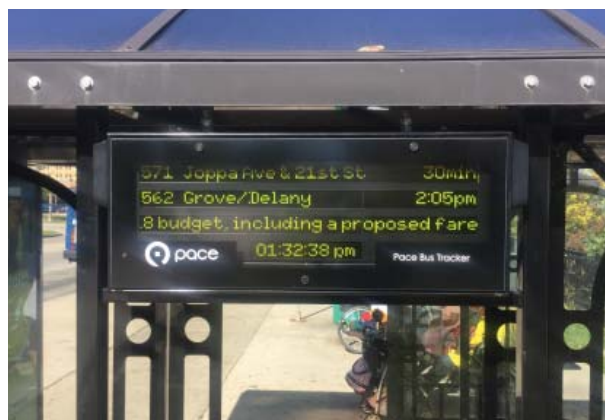 571 Joppa Ave & 21st St 30min
562 Grove/Delany 2:05pm
.8 budget, including a proposed fare
pace 01:32:38 pm Pace Bus Tracker